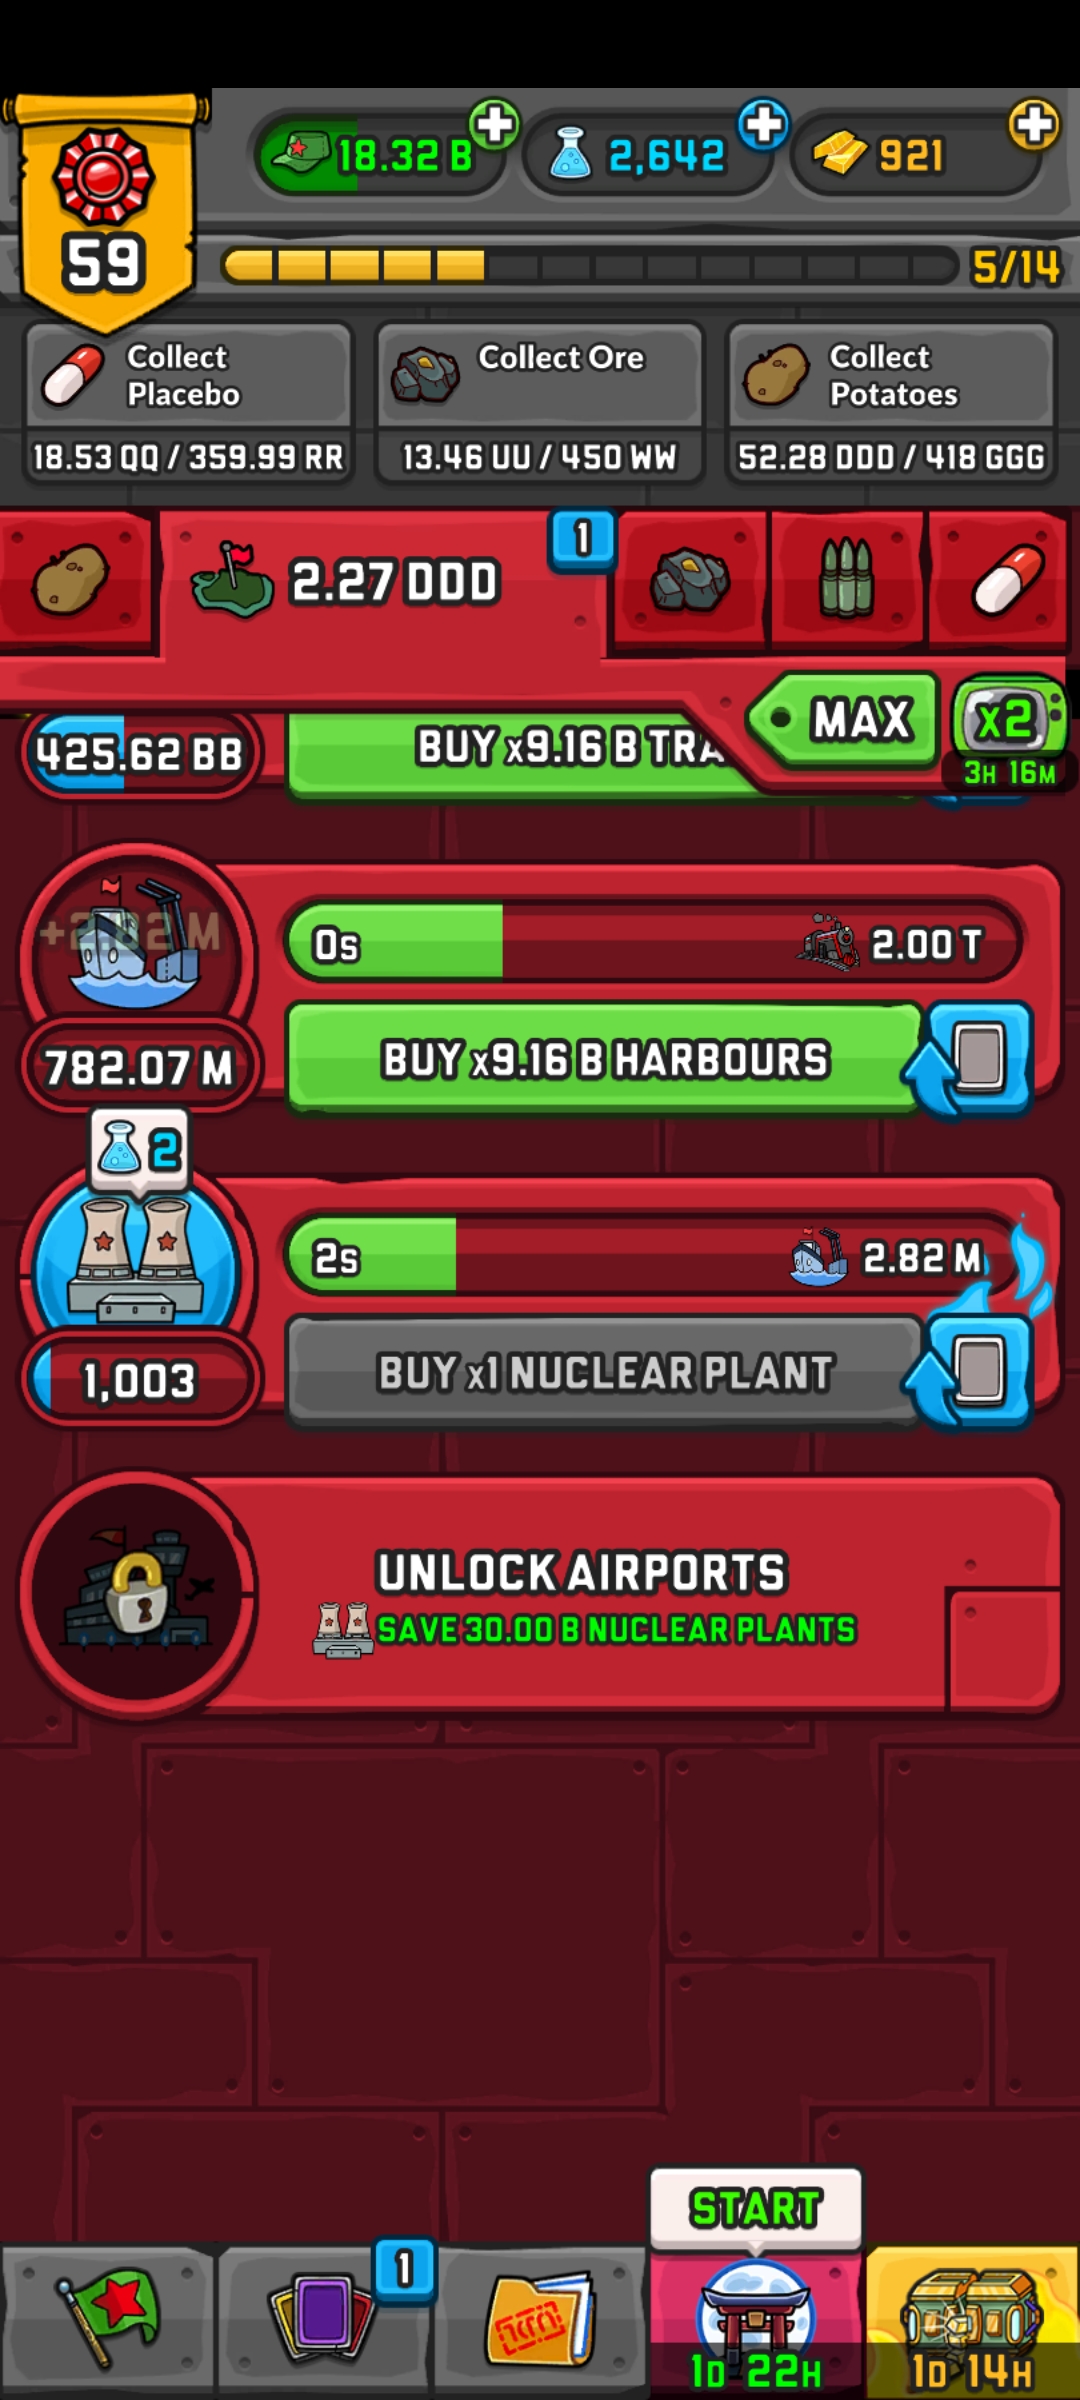 18.32 B
2,642
921
59
5/14
Collect
Placebo
18.53 QQ / 359.99 RR
Collect Ore
13.46 UU / 450 WW
Collect
Potatoes
52.28 DDD / 418 GGG
2.27 DDD
1
MAX
x2
3H 16M
425.62 BB
BUY x9.16 B TRA
+2.82 M
0s
2.00 T
782.07 M
BUY x9.16 B HARBOURS
2
2s
2.82 M
1,003
BUY x1 NUCLEAR PLANT
UNLOCK AIRPORTS
SAVE 30.00 B NUCLEAR PLANTS
START
1
1D 22H
1D 14H